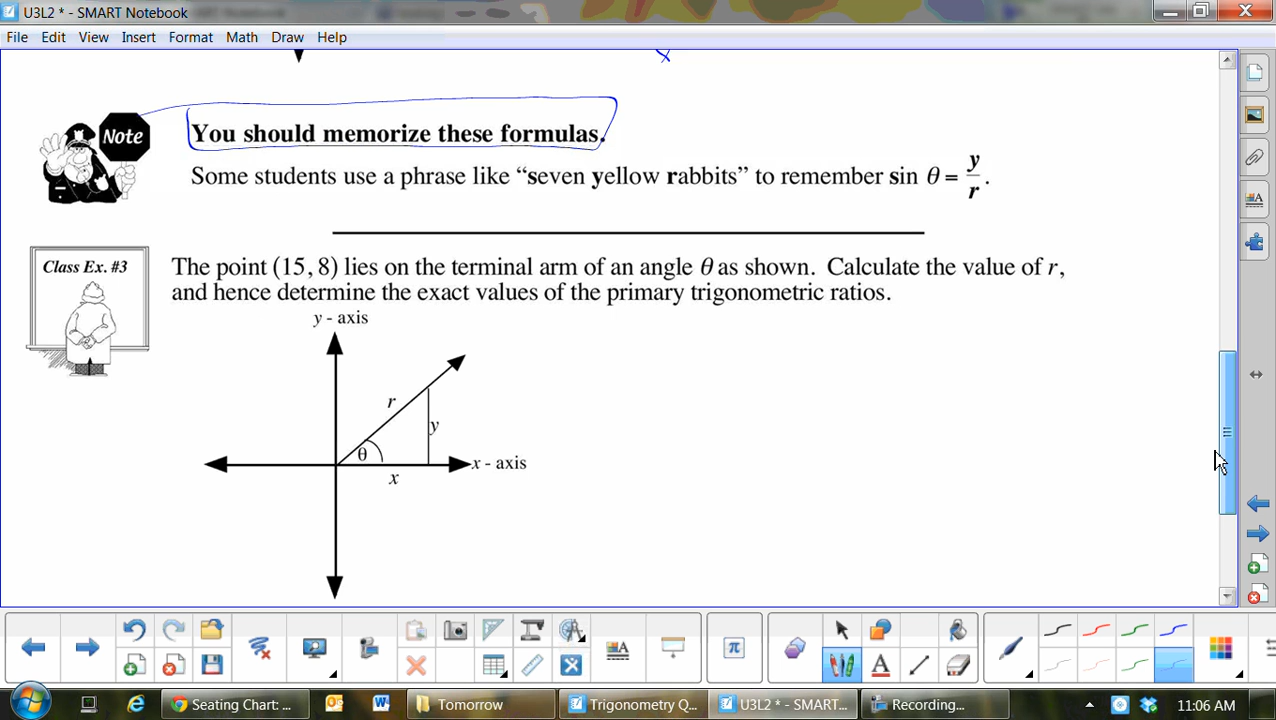 U3L2 * - SMART Notebook
File Edit View Insert Format Math Draw Help
Note
You should memorize these formulas.
Some students use a phrase like “seven yellow rabbits” to remember sin θ = y/r.
Class Ex. #3
The point (15, 8) lies on the terminal arm of an angle θ as shown. Calculate the value of r,
and hence determine the exact values of the primary trigonometric ratios.
y - axis
r
y
θ
x - axis
x
π
A
Seating Chart: ...
Tomorrow
Trigonometry Q...
U3L2 * - SMART...
Recording...
11:06 AM